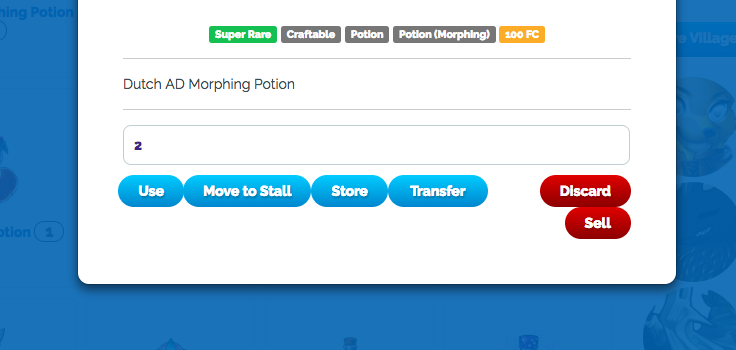 ning Potion
Super Rare Craftable Potion Potion (Morphing) 100 FC
e Village
Dutch AD Morphing Potion
2
Use Move to Stall Store Transfer Discard
Sell
otion 1